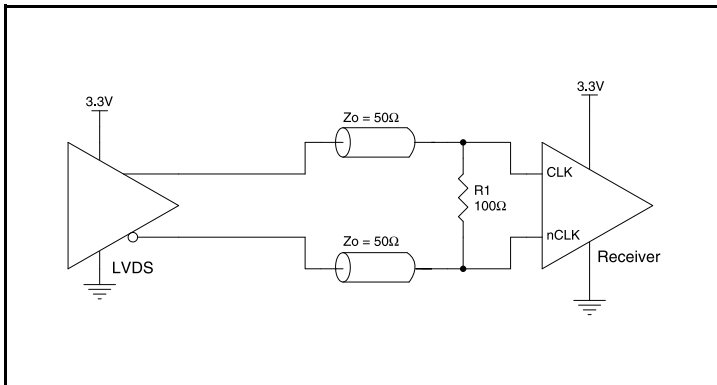 3.3V
3.3V
Zo = 50Ω
CLK
R1
100Ω
nCLK
Zo = 50Ω
Receiver
LVDS